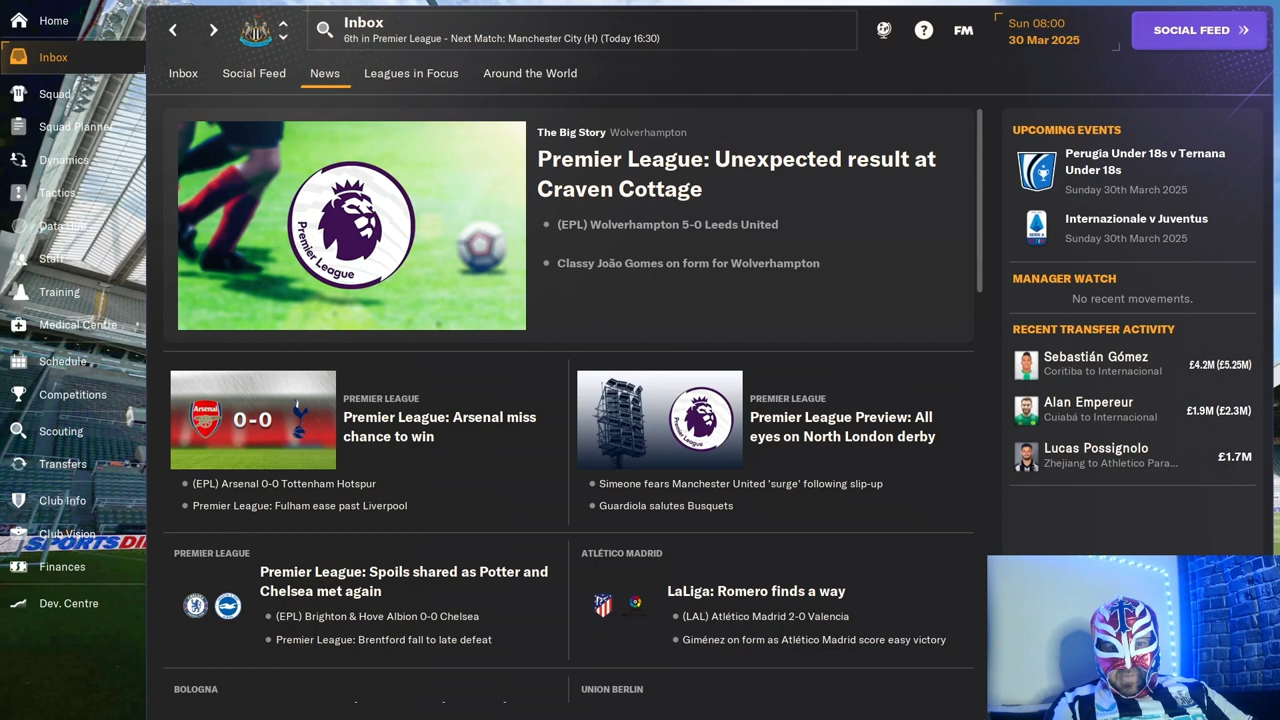 Home
Inbox
Squad
Squad Planner
Dynamics
Tactics
Data Hub
Staff
Training
Medical Centre
Schedule
Competitions
Scouting
Transfers
Club Info
Club Vision
Finances
Dev. Centre
SPORTS DI
Inbox
6th in Premier League - Next Match: Manchester City (H) (Today 16:30)
?
FM
Sun 08:00
30 Mar 2025
SOCIAL FEED
Inbox
Social Feed
News
Leagues in Focus
Around the World
Premier League
The Big Story Wolverhampton
Premier League: Unexpected result at
Craven Cottage
(EPL) Wolverhampton 5-0 Leeds United
Classy João Gomes on form for Wolverhampton
Arsenal
0-0
PREMIER LEAGUE
Premier League: Arsenal miss
chance to win
(EPL) Arsenal 0-0 Tottenham Hotspur
Premier League: Fulham ease past Liverpool
PREMIER LEAGUE
Premier League Preview: All
eyes on North London derby
Simeone fears Manchester United 'surge' following slip-up
Guardiola salutes Busquets
PREMIER LEAGUE
Premier League: Spoils shared as Potter and
Chelsea met again
(EPL) Brighton & Hove Albion 0-0 Chelsea
Premier League: Brentford fall to late defeat
ATLÉTICO MADRID
LaLiga: Romero finds a way
(LAL) Atlético Madrid 2-0 Valencia
Giménez on form as Atlético Madrid score easy victory
BOLOGNA
UNION BERLIN
UPCOMING EVENTS
Perugia Under 18s v Ternana
Under 18s
Sunday 30th March 2025
Internazionale v Juventus
Sunday 30th March 2025
MANAGER WATCH
No recent movements.
RECENT TRANSFER ACTIVITY
Sebastián Gómez
Coritiba to Internacional
£4.2M (£5.25M)
Alan Empereur
Cuiabá to Internacional
£1.9M (£2.3M)
Lucas Possignolo
Zhejiang to Athletico Para...
£1.7M